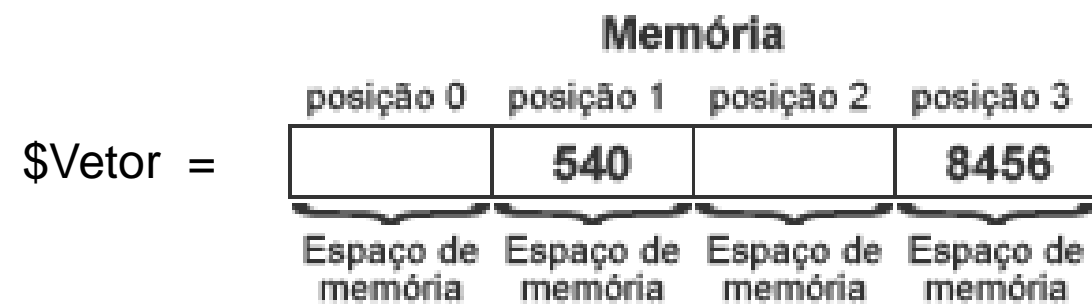 Memória
posição 0 posição 1 posição 2 posição 3
$Vetor = 540 8456
Espaço de Espaço de Espaço de Espaço de
memória memória memória memória